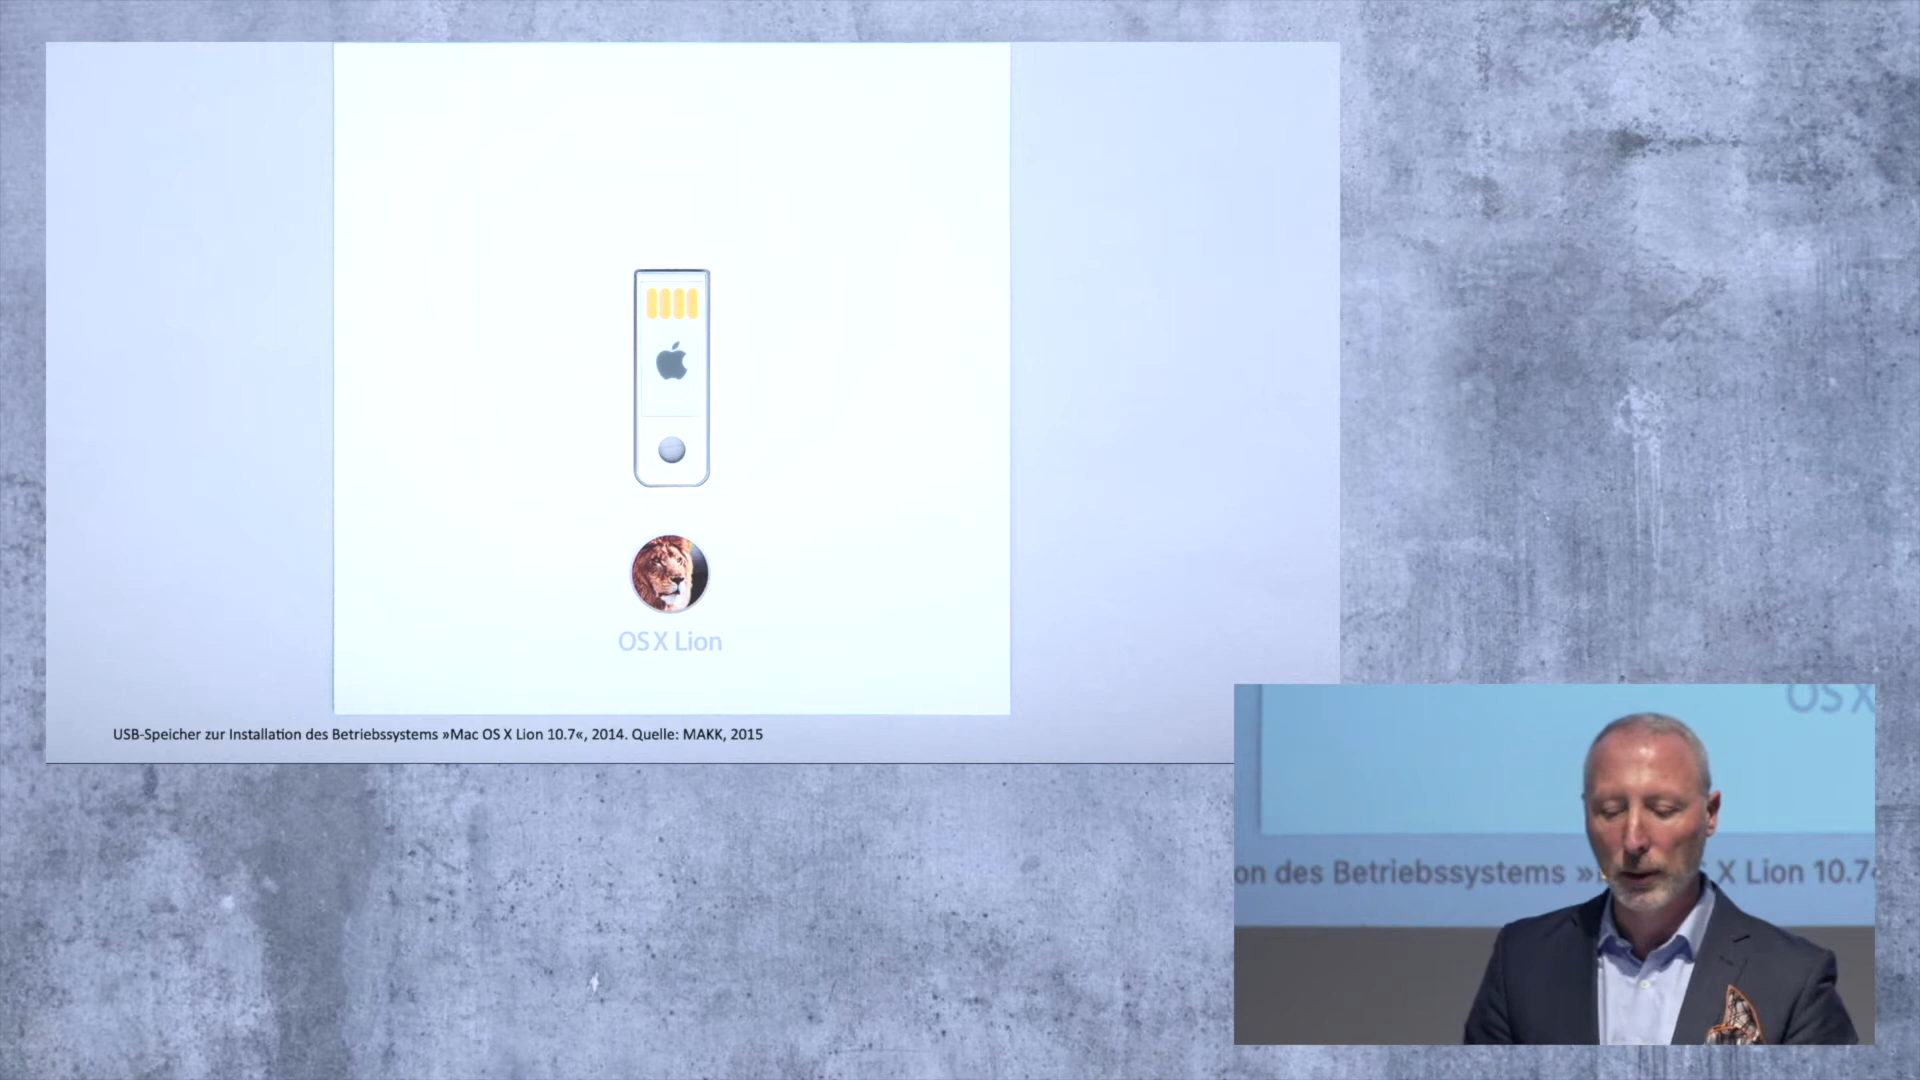 OS X Lion
USB-Speicher zur Installation des Betriebssystems »Mac OS X Lion 10.7«, 2014. Quelle: MAKK, 2015
OS X
on des Betriebssystems »
X Lion 10.7«